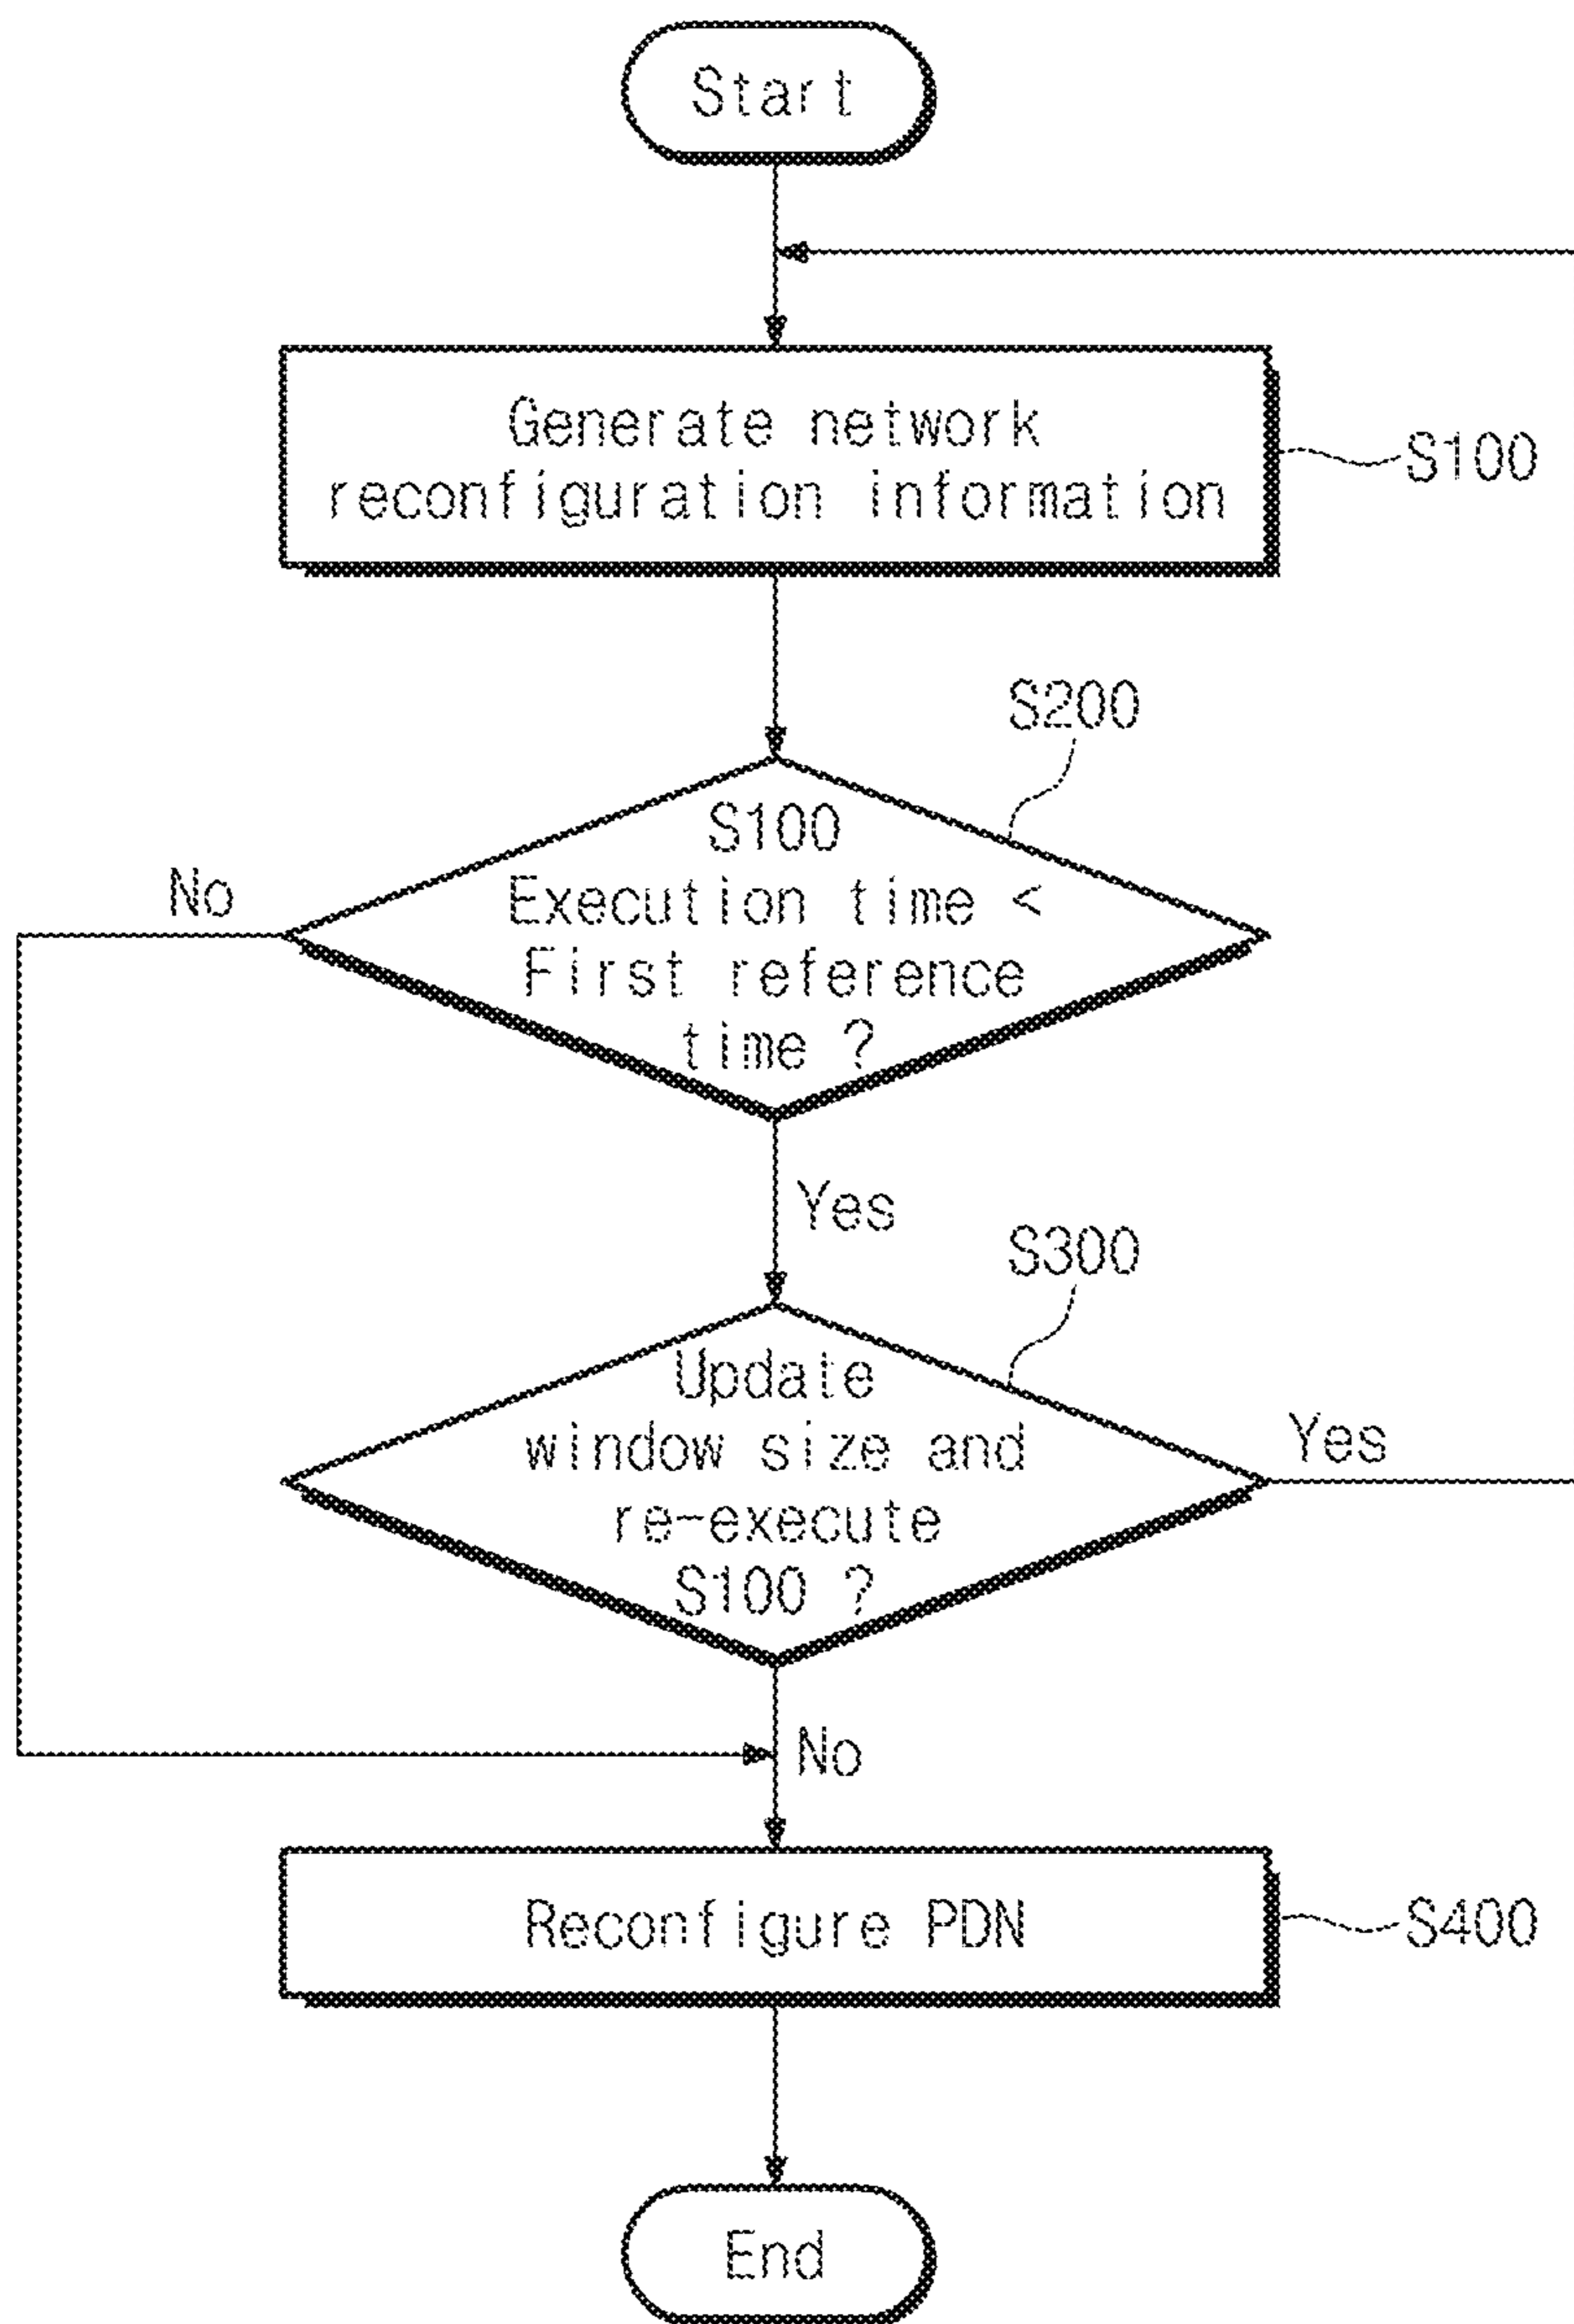 Start
Generate network
reconfiguration information
S100
S200
S100
Execution time <
First reference
time ?
No
Yes
S300
Update
window size and
re-execute
S100 ?
Yes
No
Reconfigure PDN
S400
End